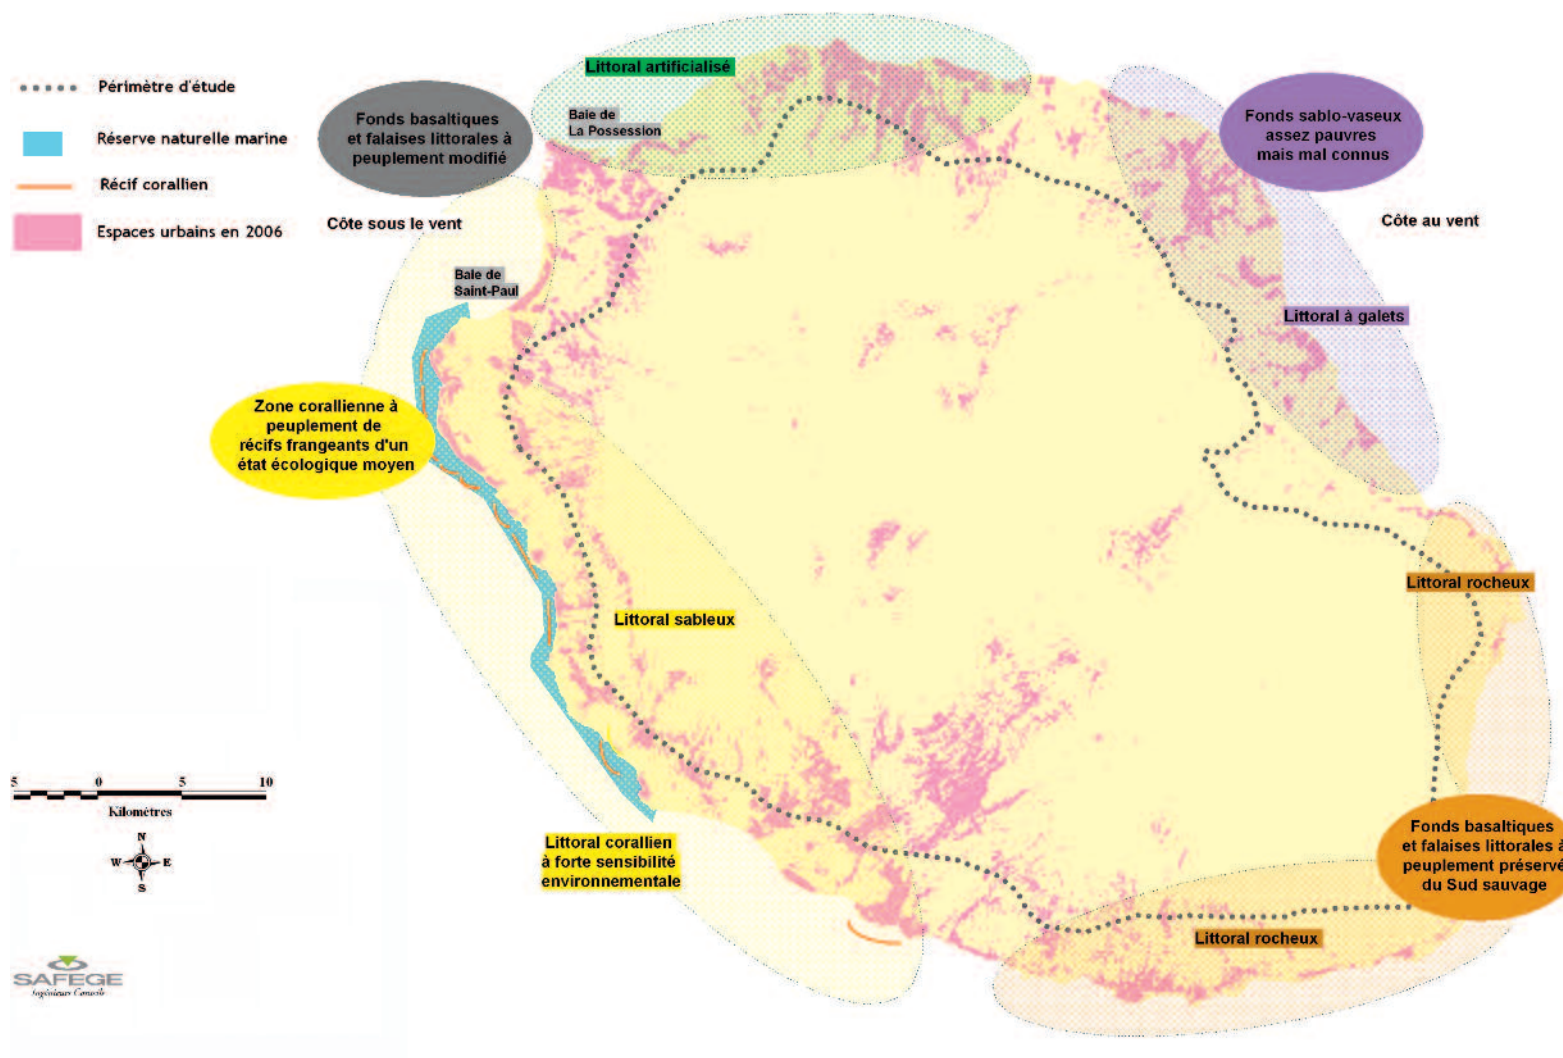 Périmètre d'étude
Réserve naturelle marine
Récif corallien
Espaces urbains en 2006
Fonds basaltiques
et falaises littorales à
peuplement modifié
Littoral artificialisé
Baie de
La Possession
Fonds sablo-vaseux
assez pauvres
mais mal connus
Côte sous le vent
Côte au vent
Baie de
Saint-Paul
Littoral à galets
Zone corallienne à
peuplement de
récifs frangeants d'un
état écologique moyen
Littoral rocheux
Littoral sableux
5 0 5 10
Kilométres
N
W E
S
Littoral corallien
à forte sensibilité
environnementale
Fonds basaltiques
et falaises littorales à
peuplement préservé
du Sud sauvage
Littoral rocheux
SAFEGE
Ingénieurs Conseils